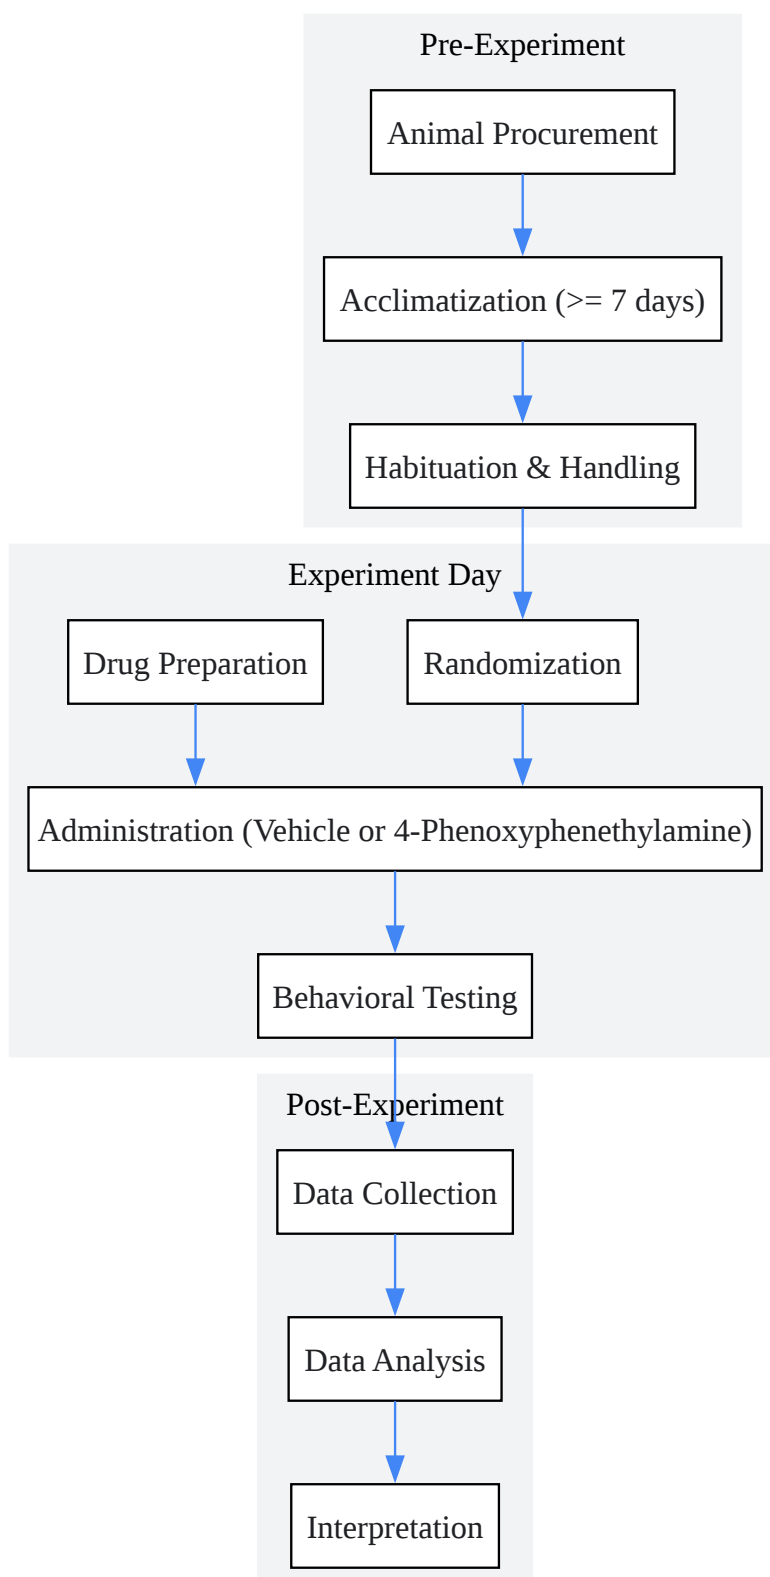 Pre-Experiment
Animal Procurement
Acclimatization (>= 7 days)
Habituation & Handling
Experiment Day
Drug Preparation
Randomization
Administration (Vehicle or 4-Phenoxyphenethylamine)
Behavioral Testing
Post-Experiment
Data Collection
Data Analysis
Interpretation